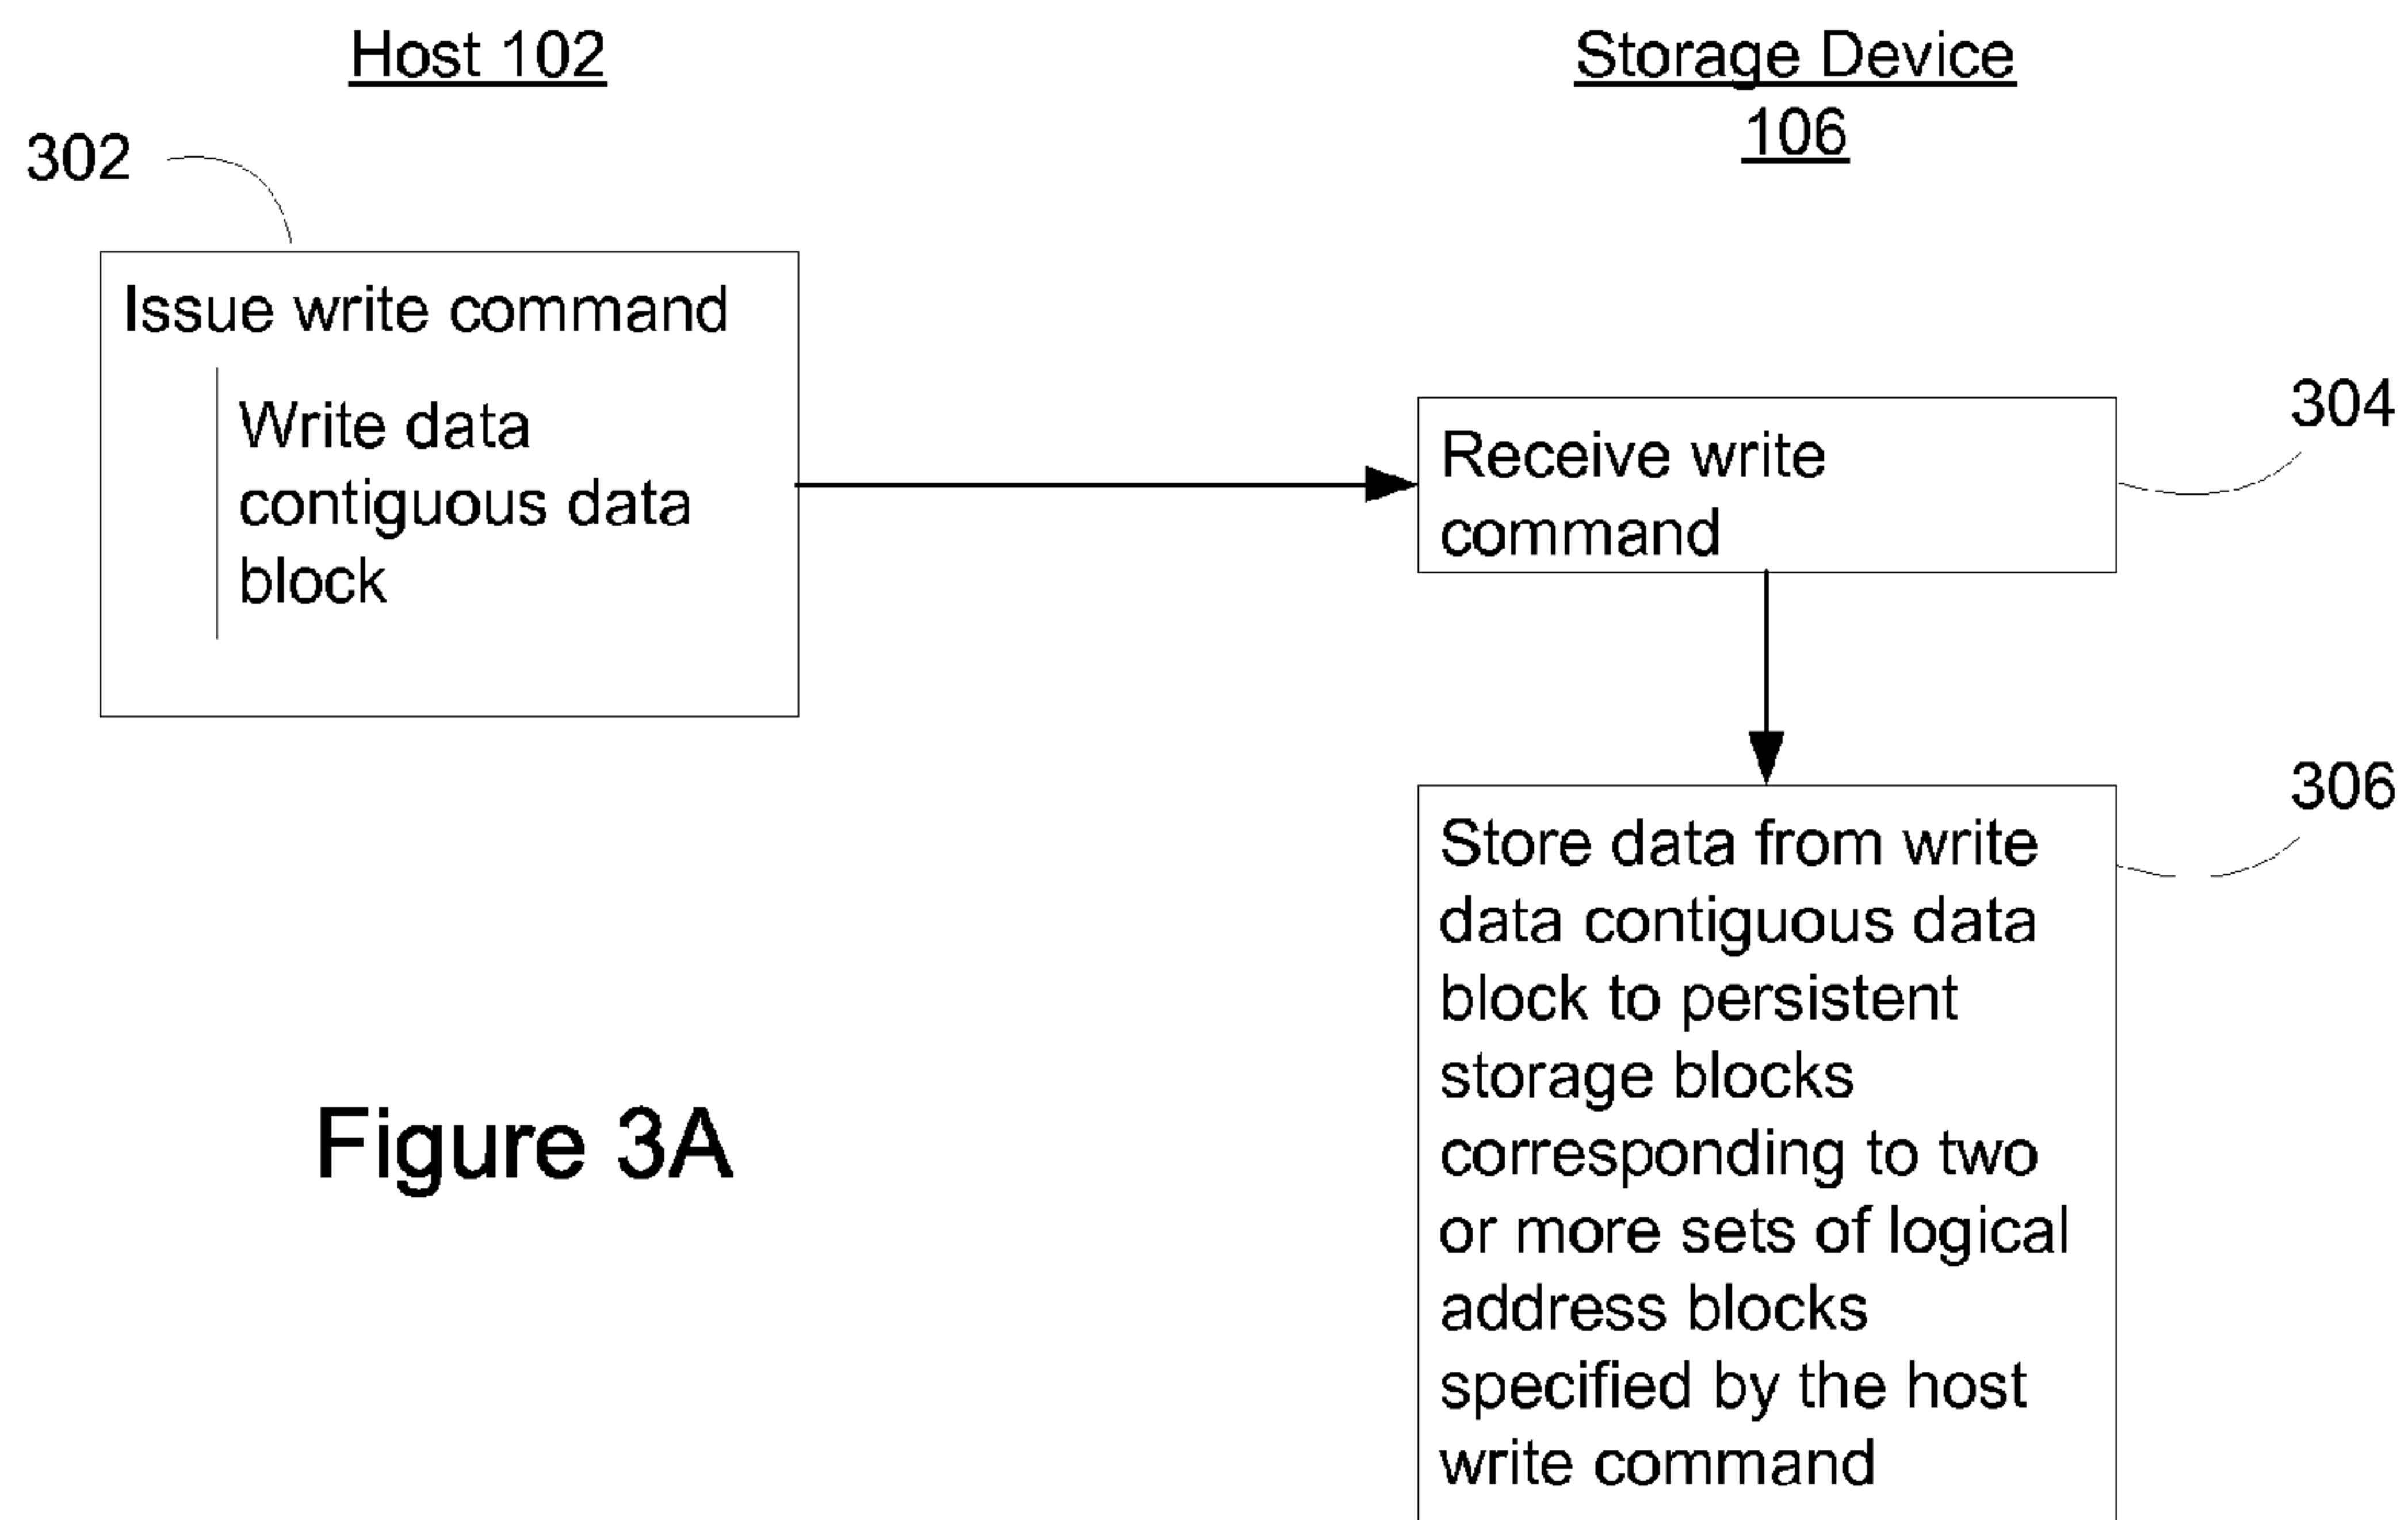 Host 102
Storage Device
106
302
Issue write command
Write data
contiguous data
block
304
Receive write
command
306
Store data from write
data contiguous data
block to persistent
storage blocks
corresponding to two
or more sets of logical
address blocks
specified by the host
write command
Figure 3A